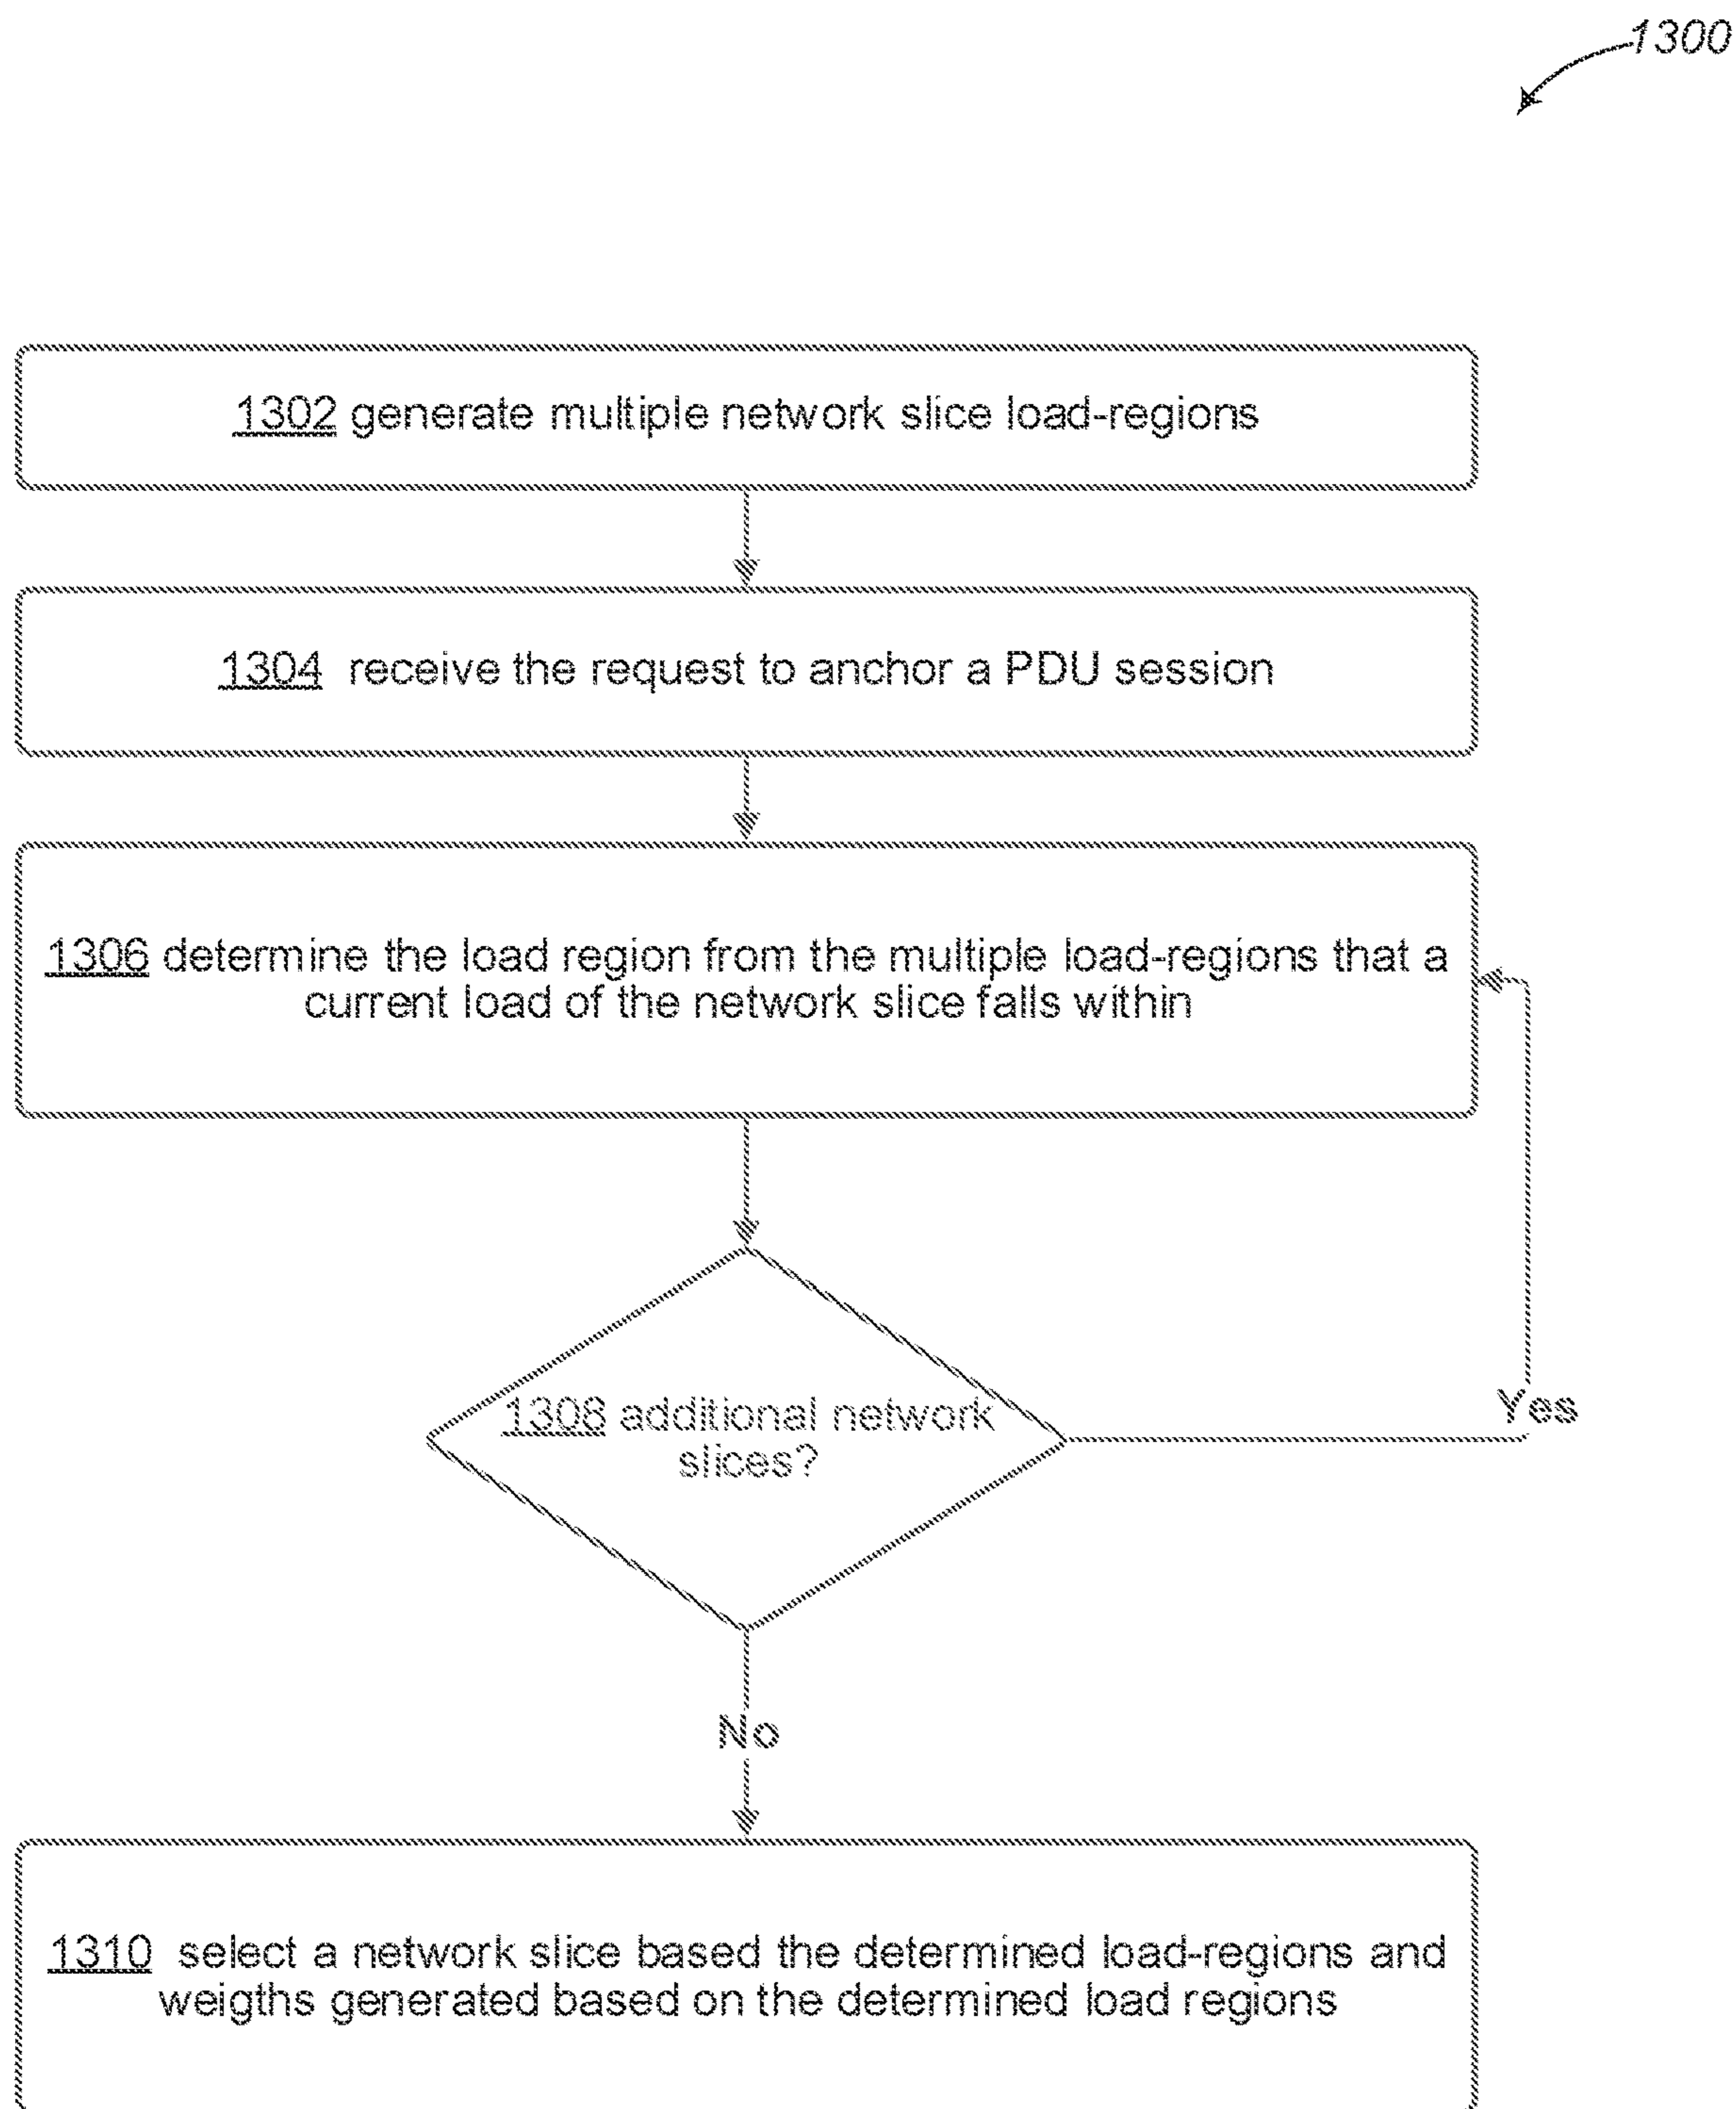 1300
1302 generate multiple network slice load-regions
1304 receive the request to anchor a PDU session
1306 determine the load region from the multiple load-regions that a
current load of the network slice falls within
1308 additional network
slices?
Yes
No
1310 select a network slice based the determined load-regions and
weigths generated based on the determined load regions